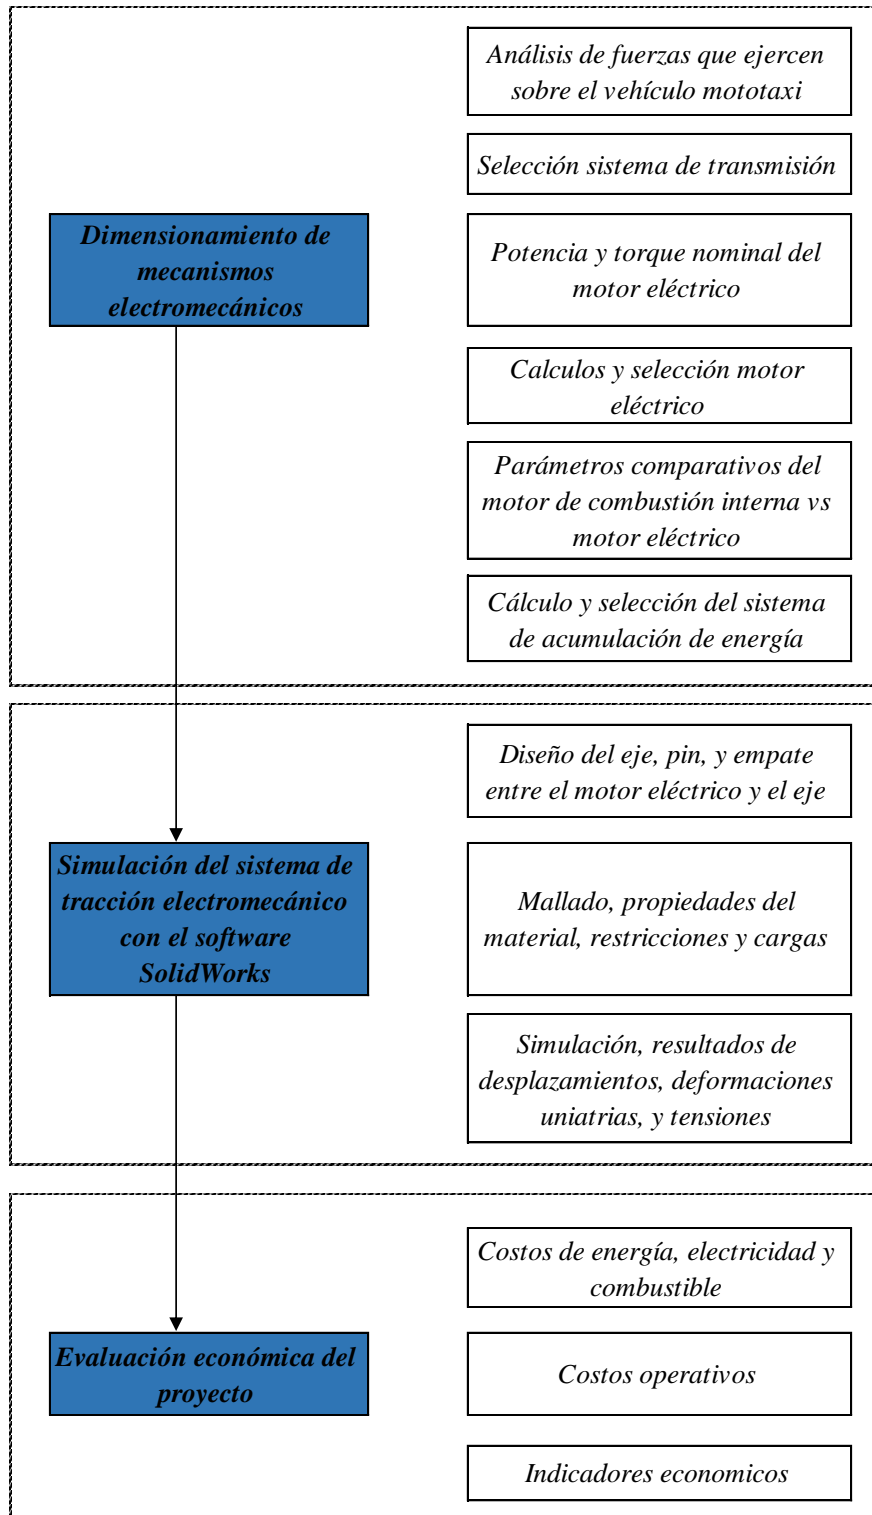 Análisis de fuerzas que ejercen
sobre el vehículo mototaxi
Selección sistema de transmisión
Dimensionamiento de
mecanismos
electromecánicos
Potencia y torque nominal del
motor eléctrico
Calculos y selección motor
eléctrico
Parámetros comparativos del
motor de combustión interna vs
motor eléctrico
Cálculo y selección del sistema
de acumulación de energía
Diseño del eje, pin, y empate
entre el motor eléctrico y el eje
Simulación del sistema de
tracción electromecánico
con el software
SolidWorks
Mallado, propiedades del
material, restricciones y cargas
Simulación, resultados de
desplazamientos, deformaciones
uniatrias, y tensiones
Costos de energía, electricidad y
combustible
Evaluación económica del
proyecto
Costos operativos
Indicadores economicos